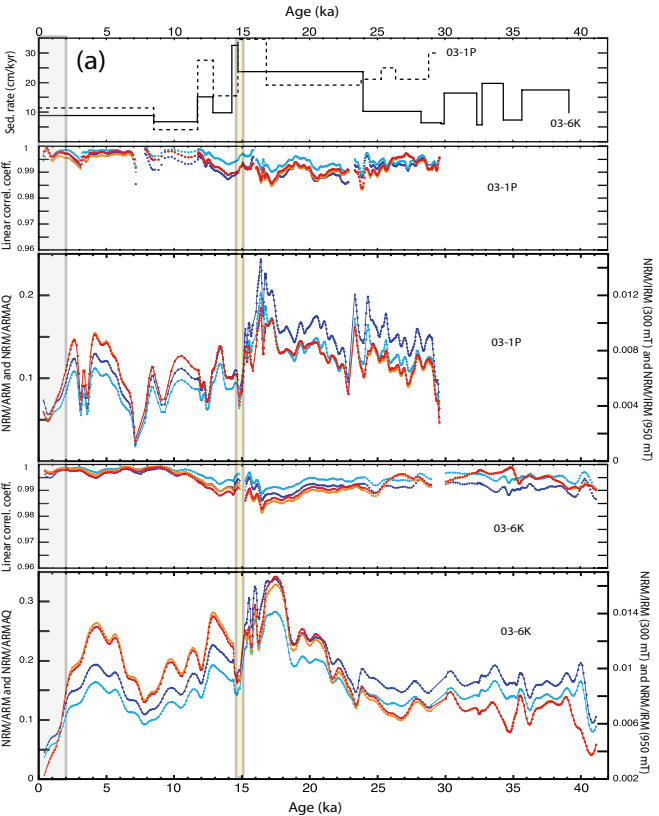 Age (ka)
0 5 10 15 20 25 30 35 40
(a)
Sed. rate (cm/kyr)
30
20
10
03-1P
03-6K
Linear correl. coeff.
1
0.99
0.98
0.97
0.96
03-1P
NRM/ARM and NRM/ARMAQ
0.2
0.1
03-1P
0.012
0.008
0.004
0
NRM/IRM (300 mT) and NRM/IRM (950 mT)
Linear correl. coeff.
1
0.99
0.98
0.97
0.96
03-6K
NRM/ARM and NRM/ARMAQ
0.3
0.2
0.1
0
03-6K
0.014
0.010
0.006
0.002
NRM/IRM (300 mT) and NRM/IRM (950 mT)
0 5 10 15 20 25 30 35 40
Age (ka)